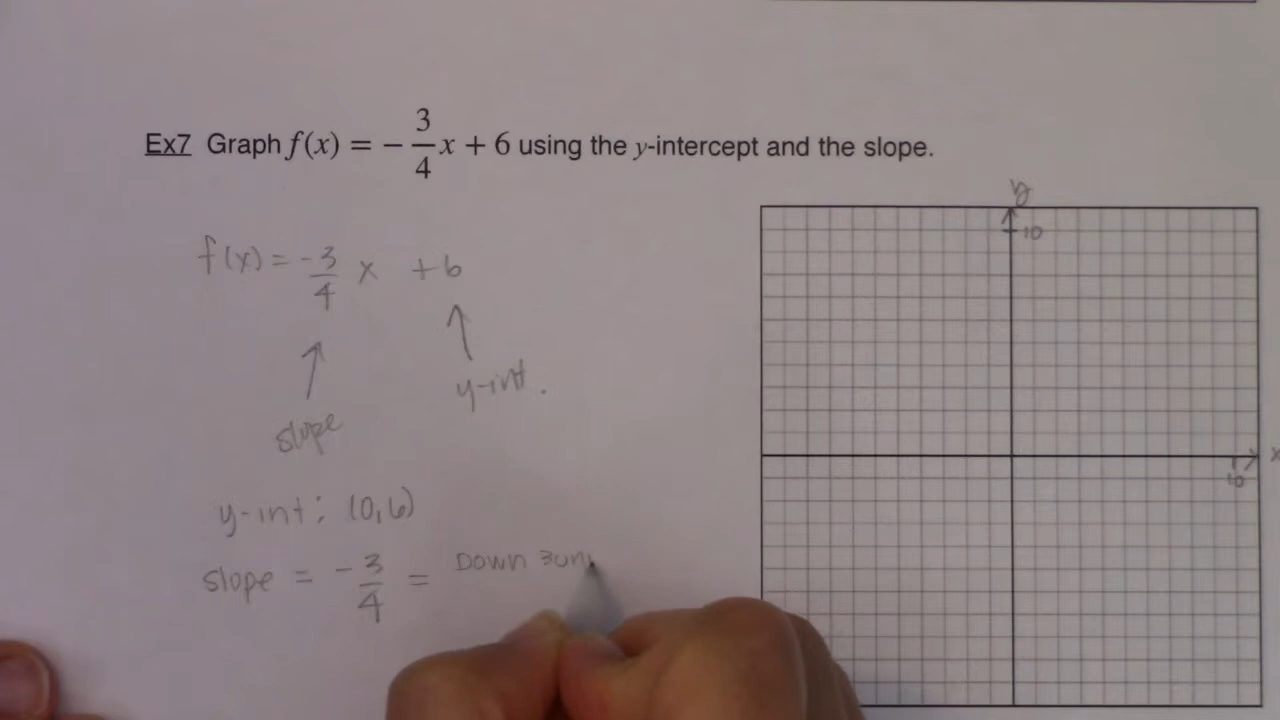 Ex7 Graph f(x) = -3/4x + 6 using the y-intercept and the slope.
y
10
f(x) = -3/4 x +6
y-int.
slope
x
10
y-int: (0,6)
slope = -3/4 = Down 3un